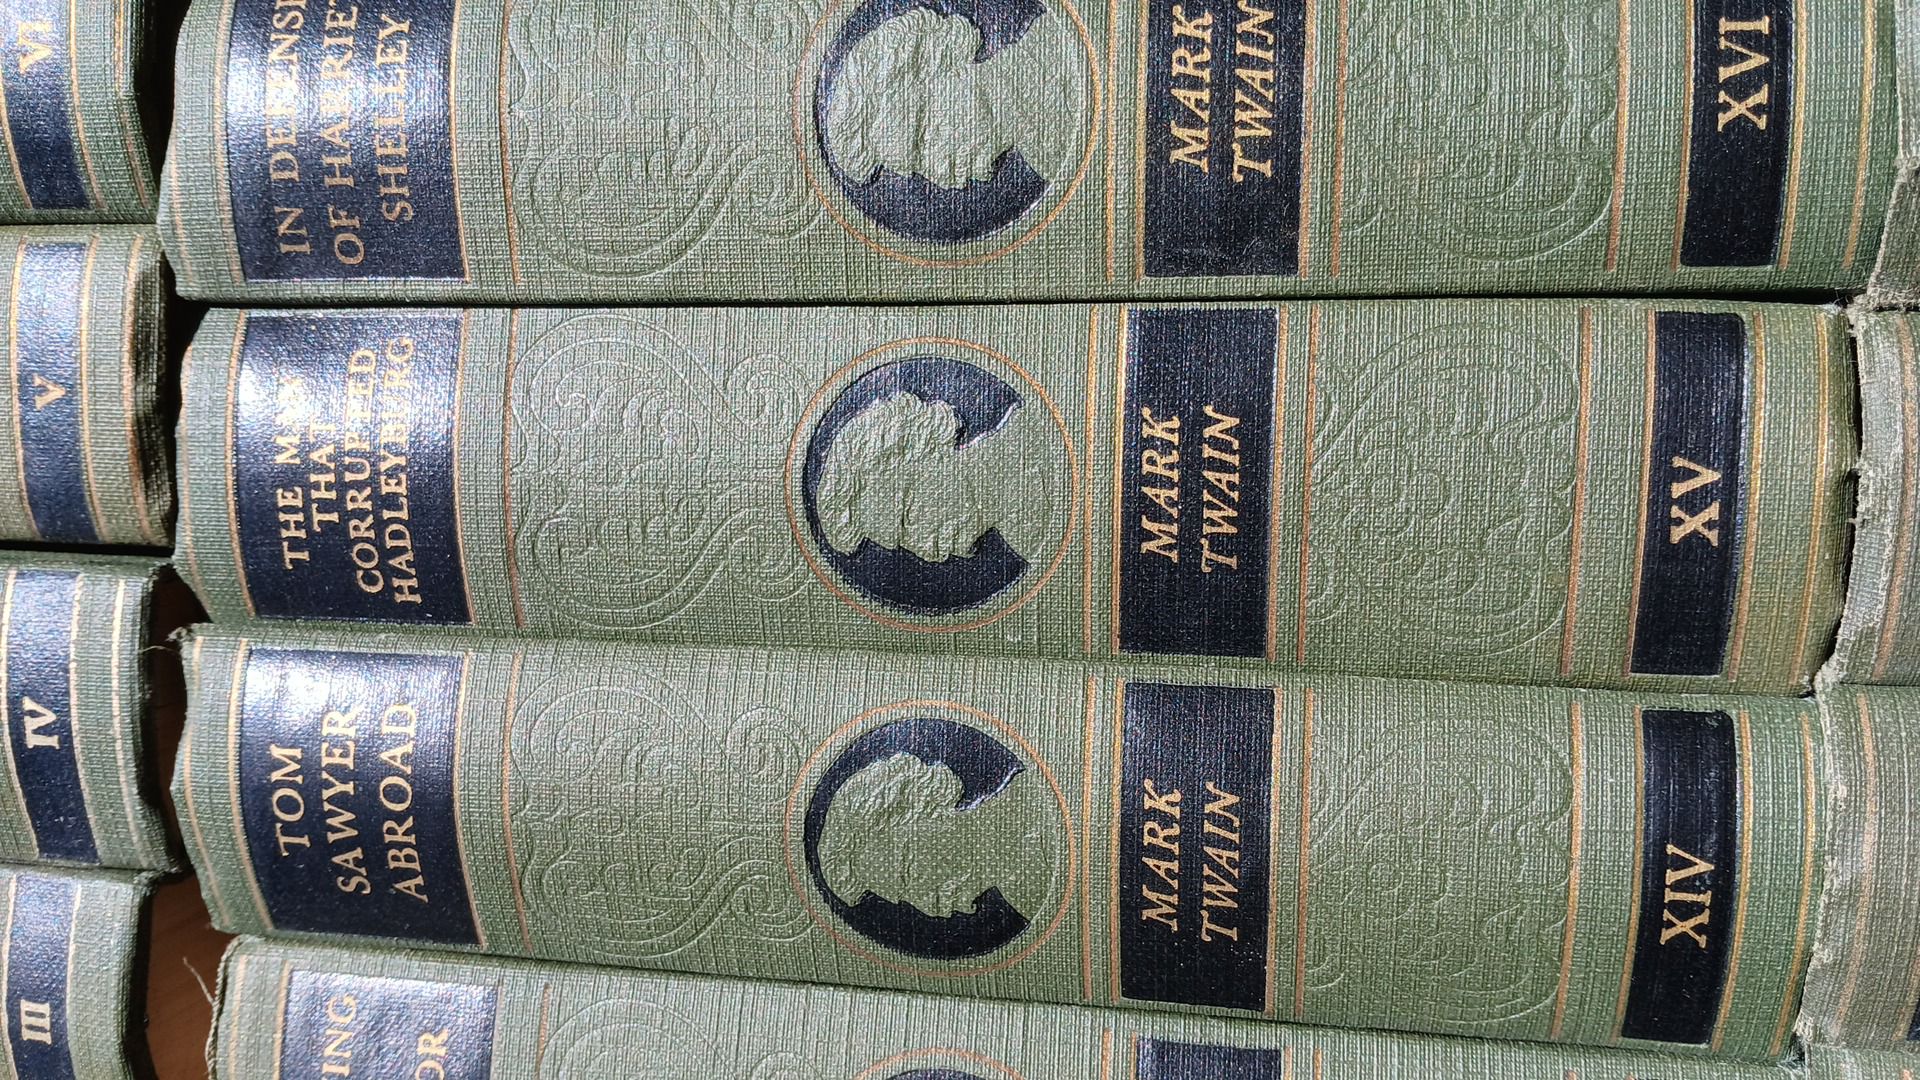 VI
V
IV
III
IN DEFENSE
OF HARRIET
SHELLEY
MARK
TWAIN
XVI
THE MAN
THAT
CORRUPTED
HADLEYBURG
MARK
TWAIN
XV
TOM
SAWYER
ABROAD
MARK
TWAIN
XIV